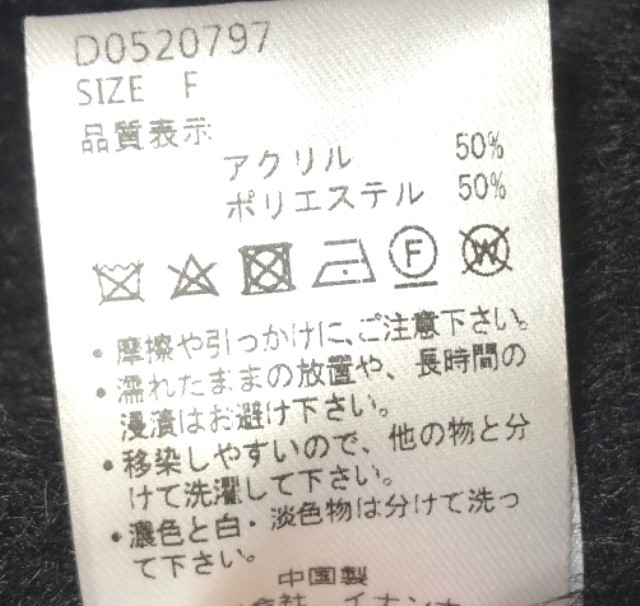 D0520797
SIZE F
品質表示
アクリル 50%
ポリエステル 50%
F W
・摩擦や引っかけに、ご注意下さい。
・濡れたままの放置や、長時間の
浸漬はお避け下さい。
・移染しやすいので、他の物と分
けて洗濯して下さい。
・濃色と白・淡色物は分けて洗っ
て下さい。
中国製